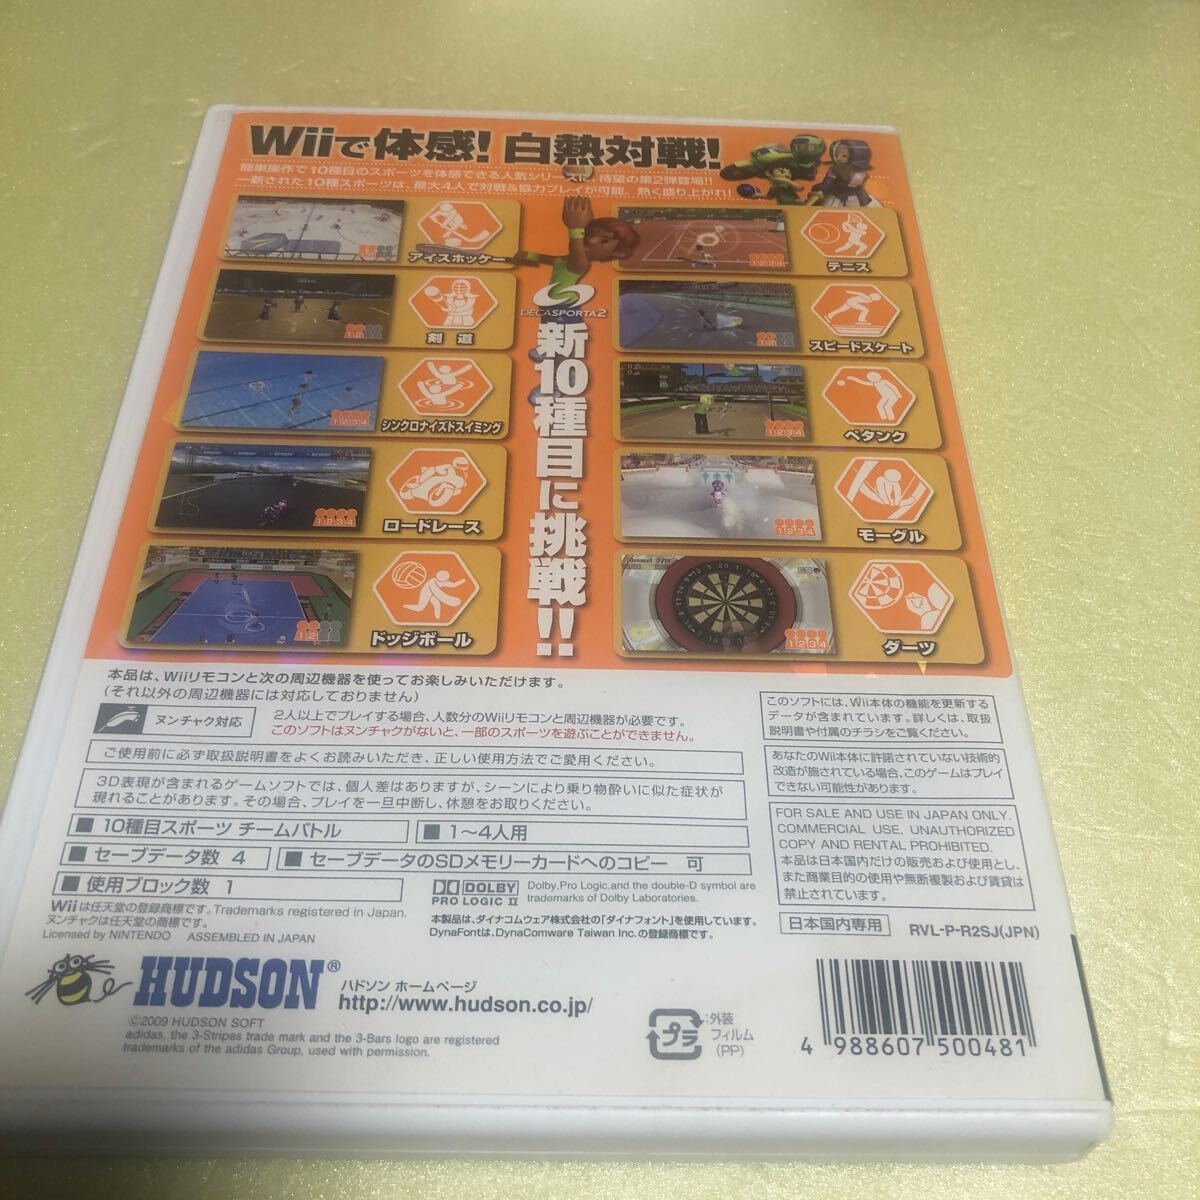 Wiiで体感! 白熱対戦!
簡単操作で10種目のスポーツを体感できる人気シリーズに、待望の第2弾登場!!
一新された10種スポーツは、最大4人で対戦&協力プレイが可能。熱く盛り上がれ!
アイスホッケー
テニス
剣道
スピードスケート
シンクロナイズドスイミング
ペタンク
ロードレース
モーグル
ドッジボール
ダーツ
DECASPORTA2
新10種目に挑戦!!
本品は、Wiiリモコンと次の周辺機器を使ってお楽しみいただけます。
(それ以外の周辺機器には対応しておりません)
ヌンチャク対応
2人以上でプレイする場合、人数分のWiiリモコンと周辺機器が必要です。
このソフトはヌンチャクがないと、一部のスポーツを遊ぶことができません。
ご使用前に必ず取扱説明書をよくお読みいただき、正しい使用方法でご愛用ください。
3D表現が含まれるゲームソフトでは、個人差はありますが、シーンにより乗り物酔いに似た症状が
現れることがあります。その場合、プレイを一旦中断し、休憩をお取りください。
■ 10種目スポーツ チームバトル
■ 1～4人用
■ セーブデータ数 4
■ セーブデータのSDメモリーカードへのコピー 可
■ 使用ブロック数 1
DOLBY
PRO LOGIC II
Dolby,Pro Logic,and the double-D symbol are
trademarks of Dolby Laboratories.
Wiiは任天堂の登録商標です。Trademarks registered in Japan.
ヌンチャクは任天堂の商標です。
Licensed by NINTENDO ASSEMBLED IN JAPAN
本製品は、ダイナコムウェア株式会社の「ダイナフォント」を使用しています。
DynaFontは、DynaComware Taiwan Inc.の登録商標です。
このソフトには、Wii本体の機能を更新する
データが含まれています。詳しくは、取扱
説明書や付属のチラシをご覧ください。
あなたのWii本体に許諾されていない技術的
改造が施されている場合、このゲームはプレイ
できない可能性があります。
FOR SALE AND USE IN JAPAN ONLY.
COMMERCIAL USE, UNAUTHORIZED
COPY AND RENTAL PROHIBITED.
本品は日本国内だけの販売および使用とし、
また商業目的の使用や無断複製および賃貸は
禁止されています。
日本国内専用
RVL-P-R2SJ(JPN)
HUDSON®
ハドソン ホームページ
http://www.hudson.co.jp/
©2009 HUDSON SOFT
adidas, the 3-Stripes trade mark and the 3-Bars logo are registered
trademarks of the adidas Group, used with permission.
プラ
外装
フィルム
(PP)
4 988607 500481